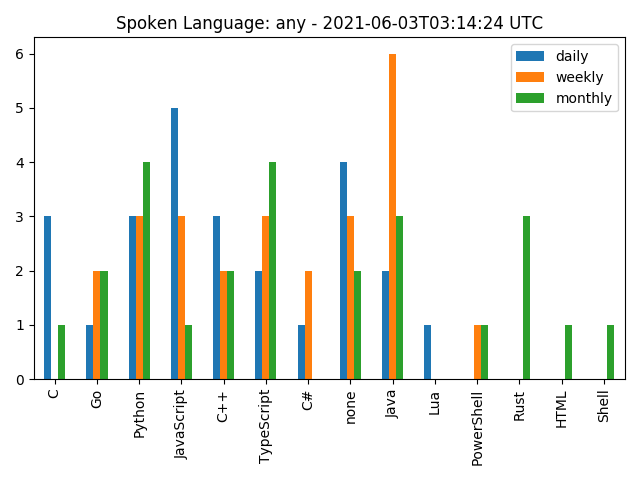 Spoken Language: any - 2021-06-03T03:14:24 UTC
daily
weekly
monthly
6
5
4
3
2
1
0
C
Go
Python
JavaScript
C++
TypeScript
C#
none
Java
Lua
PowerShell
Rust
HTML
Shell